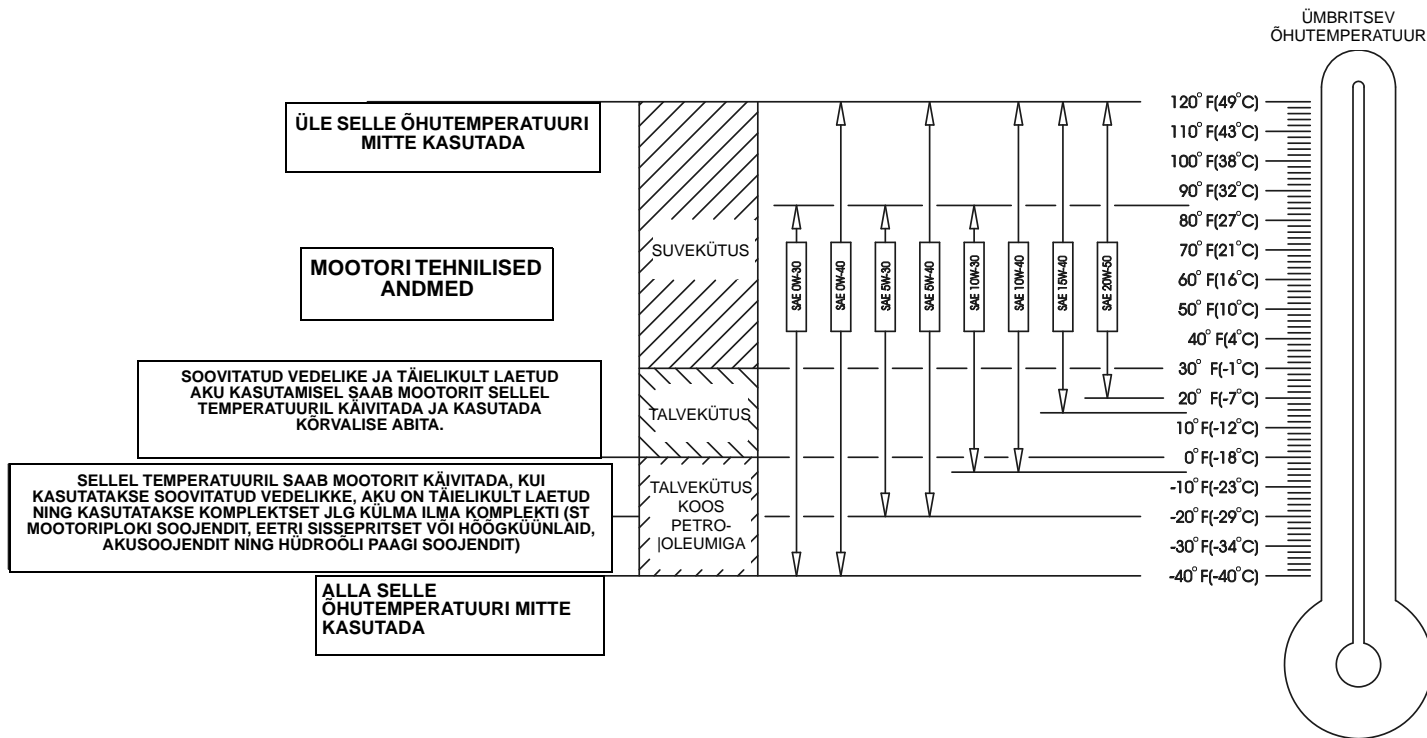 ÜMBRITSEV
ÕHUTEMPERATUUR
ÜLE SELLE ÕHUTEMPERATUURI
MITTE KASUTADA
MOOTORI TEHNILISED
ANDMED
SOOVITATUD VEDELIKE JA TÄIELIKULT LAETUD
AKU KASUTAMISEL SAAB MOOTORIT SELLEL
TEMPERATUURIL KÄIVITADA JA KASUTADA
KÕRVALISE ABITA.
SELLEL TEMPERATUURIL SAAB MOOTORIT KÄIVITADA, KUI
KASUTATAKSE SOOVITATUD VEDELIKKE, AKU ON TÄIELIKULT LAETUD
NING KASUTATAKSE KOMPLEKTSET JLG KÜLMA ILMA KOMPLEKTI (ST
MOOTORIPLOKI SOOJENDIT, EETRI SISSEPRITSET VÕI HÕÕGKÜÜNLAID,
AKUSOOJENDIT NING HÜDROÕLI PAAGI SOOJENDIT)
ALLA SELLE
ÕHUTEMPERATUURI MITTE
KASUTADA
SUVEKÜTUS
TALVEKÜTUS
TALVEKÜTUS
KOOS
PETRO-
|OLEUMIGA
SAE 0W-30
SAE 0W-40
SAE 5W-30
SAE 5W-40
SAE 10W-30
SAE 10W-40
SAE 15W-40
SAE 20W-50
120° F(49°C)
110° F(43°C)
100° F(38°C)
90° F(32°C)
80° F(27°C)
70° F(21°C)
60° F(16°C)
50° F(10°C)
40° F(4°C)
30° F(-1°C)
20° F(-7°C)
10° F(-12°C)
0° F(-18°C)
-10° F(-23°C)
-20° F(-29°C)
-30° F(-34°C)
-40° F(-40°C)